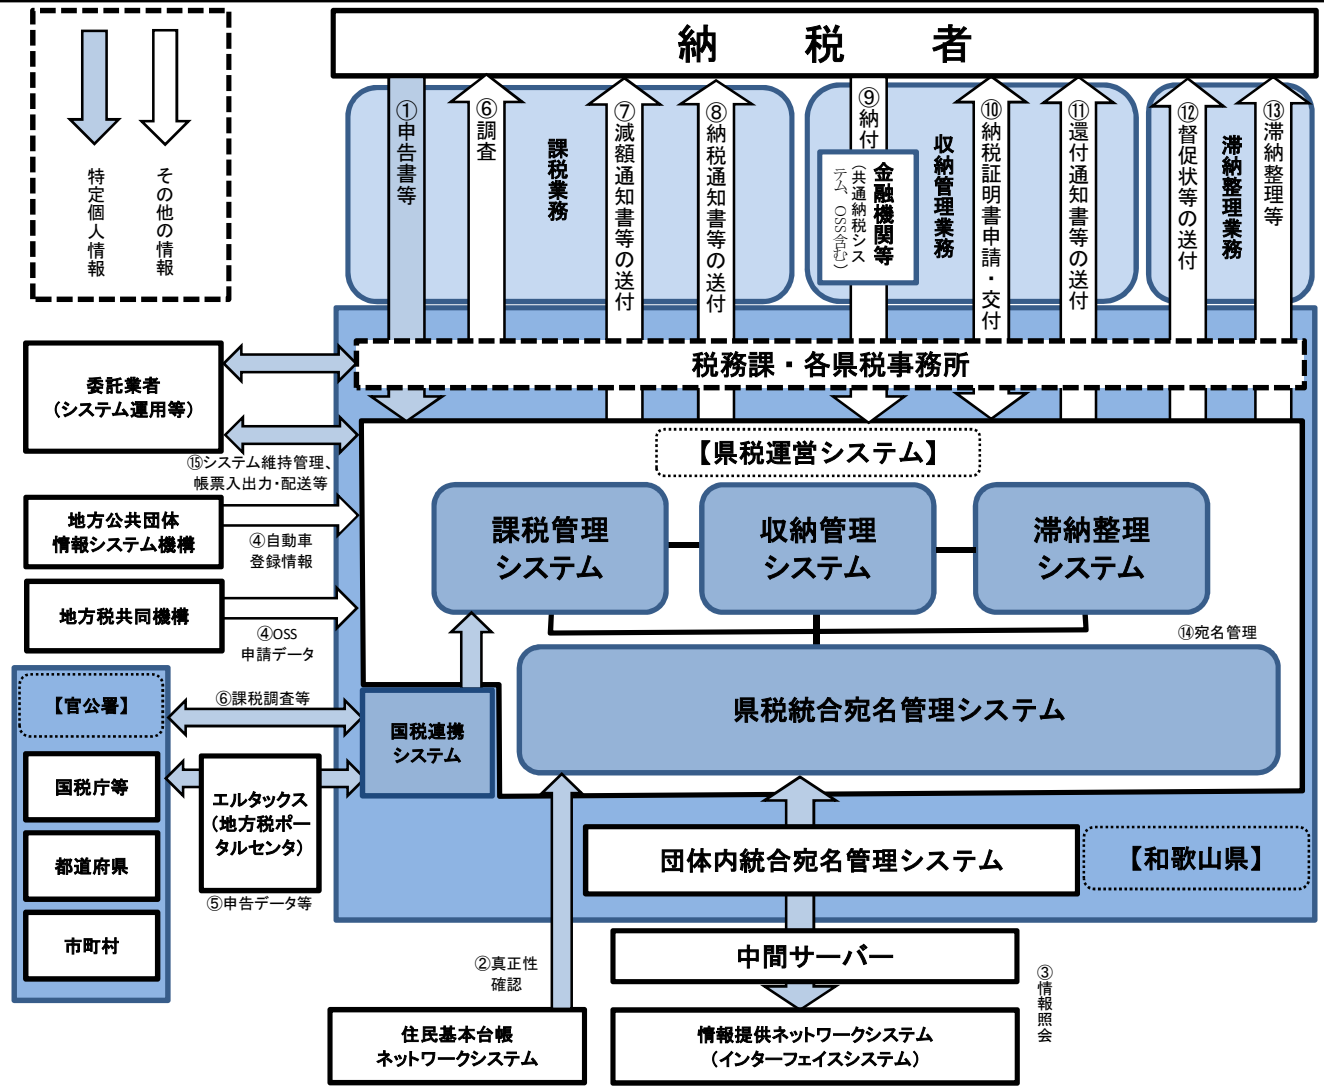 納税者
特定個人情報
その他の情報
①申告書等
⑥調査
課税業務
⑦減額通知書等の送付
⑧納税通知書等の送付
⑨納付
金融機関等
(共通納税シス
テム、OSS含む)
収納管理業務
⑩納税証明書申請・交付
⑪還付通知書等の送付
⑫督促状等の送付
滞納整理業務
⑬滞納整理等
税務課・各県税事務所
委託業者
(システム運用等)
⑮システム維持管理、
帳票入出力・配送等
地方公共団体
情報システム機構
④自動車
登録情報
地方税共同機構
④OSS
申請データ
【県税運営システム】
課税管理
システム
収納管理
システム
滞納整理
システム
⑭宛名管理
県税統合宛名管理システム
【官公署】
国税庁等
都道府県
市町村
⑥課税調査等
国税連携
システム
エルタックス
(地方税ポー
タルセンタ)
⑤申告データ等
団体内統合宛名管理システム
【和歌山県】
中間サーバー
②真正性
確認
③情報照会
住民基本台帳
ネットワークシステム
情報提供ネットワークシステム
(インターフェイスシステム)